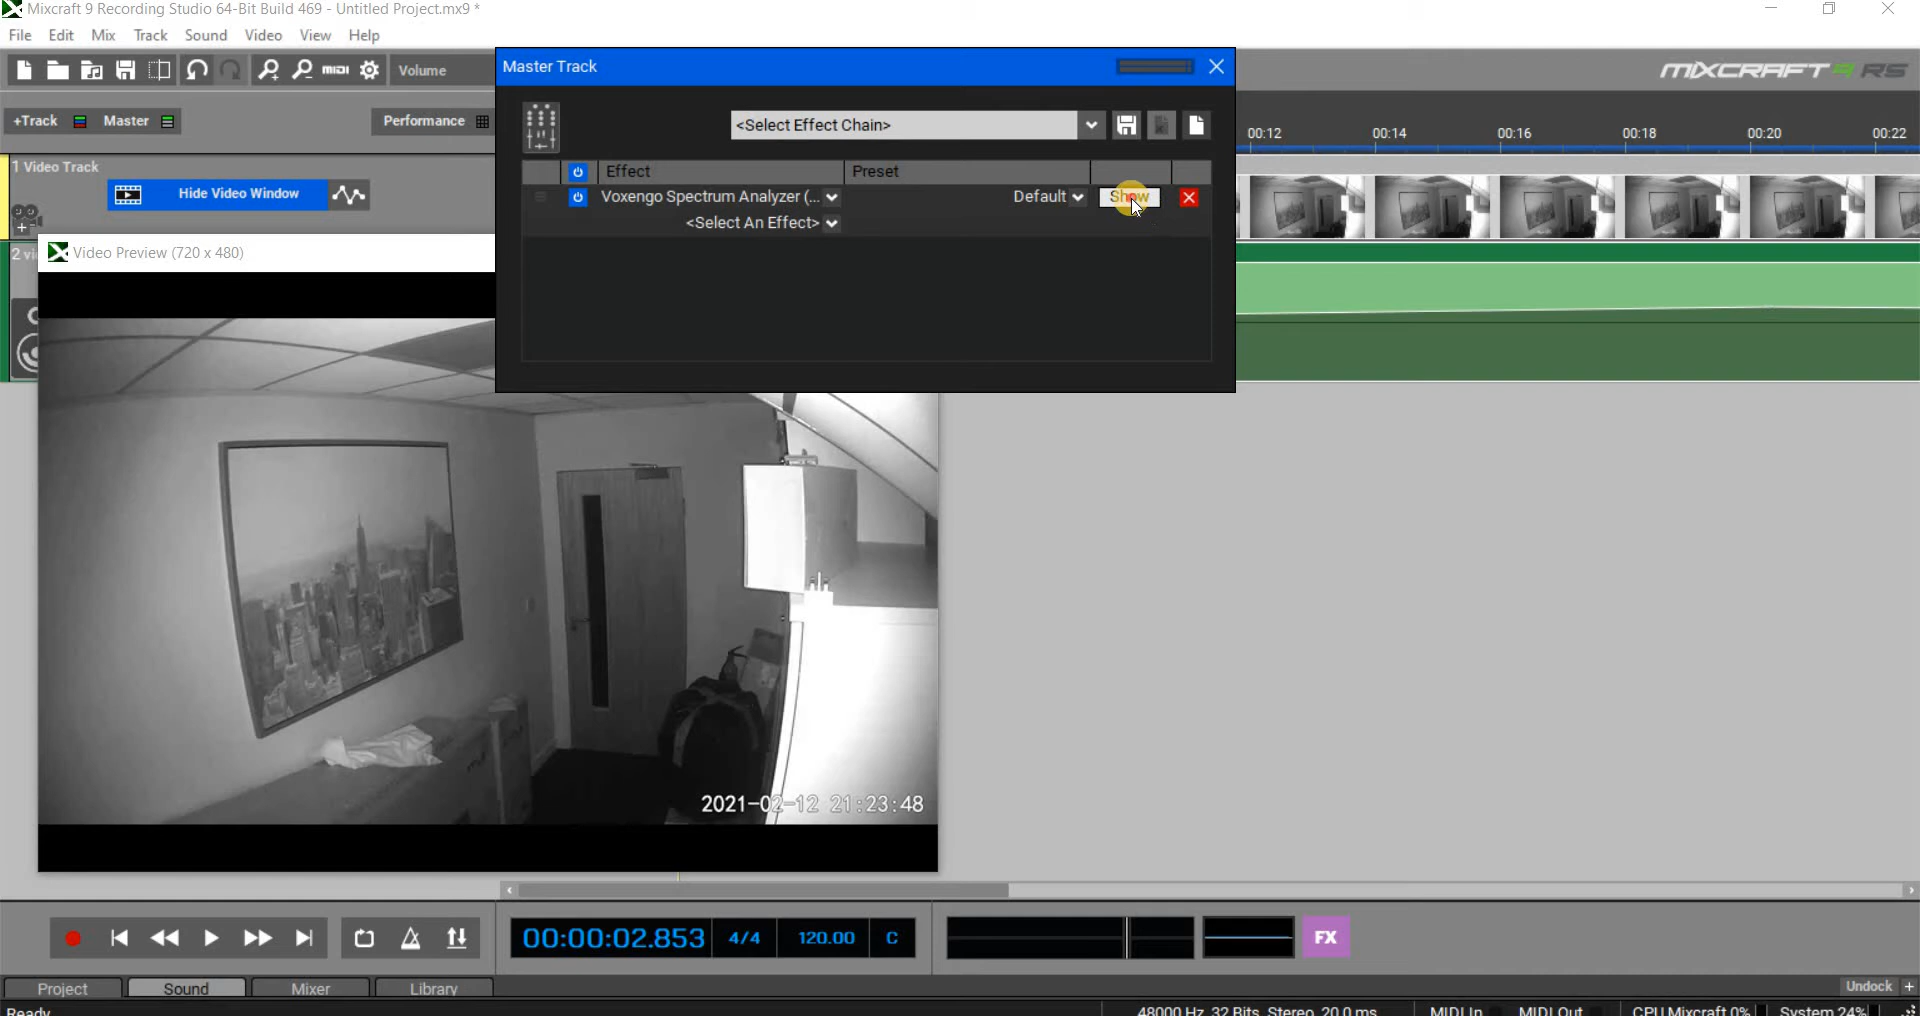 Mixcraft 9 Recording Studio 64-Bit Build 469 - Untitled Project.mx9 *
File Edit Mix Track Sound Video View Help
MIDI Volume
Master Track
MIXCRAFT 9 RS
+Track Master Performance
<Select Effect Chain>
00:12 00:14 00:16 00:18 00:20 00:22
1 Video Track
Effect Preset
Hide Video Window
Voxengo Spectrum Analyzer (... Default Show
<Select An Effect>
2 vi
Video Preview (720 x 480)
2021-02-12 21:23:48
00:00:02.853 4/4 120.00 C FX
Project Sound Mixer Library Undock +
Ready 48000 Hz, 32 Bits, Stereo, 20.0 ms MIDI In MIDI Out CPU Mixcraft 0% System 24%